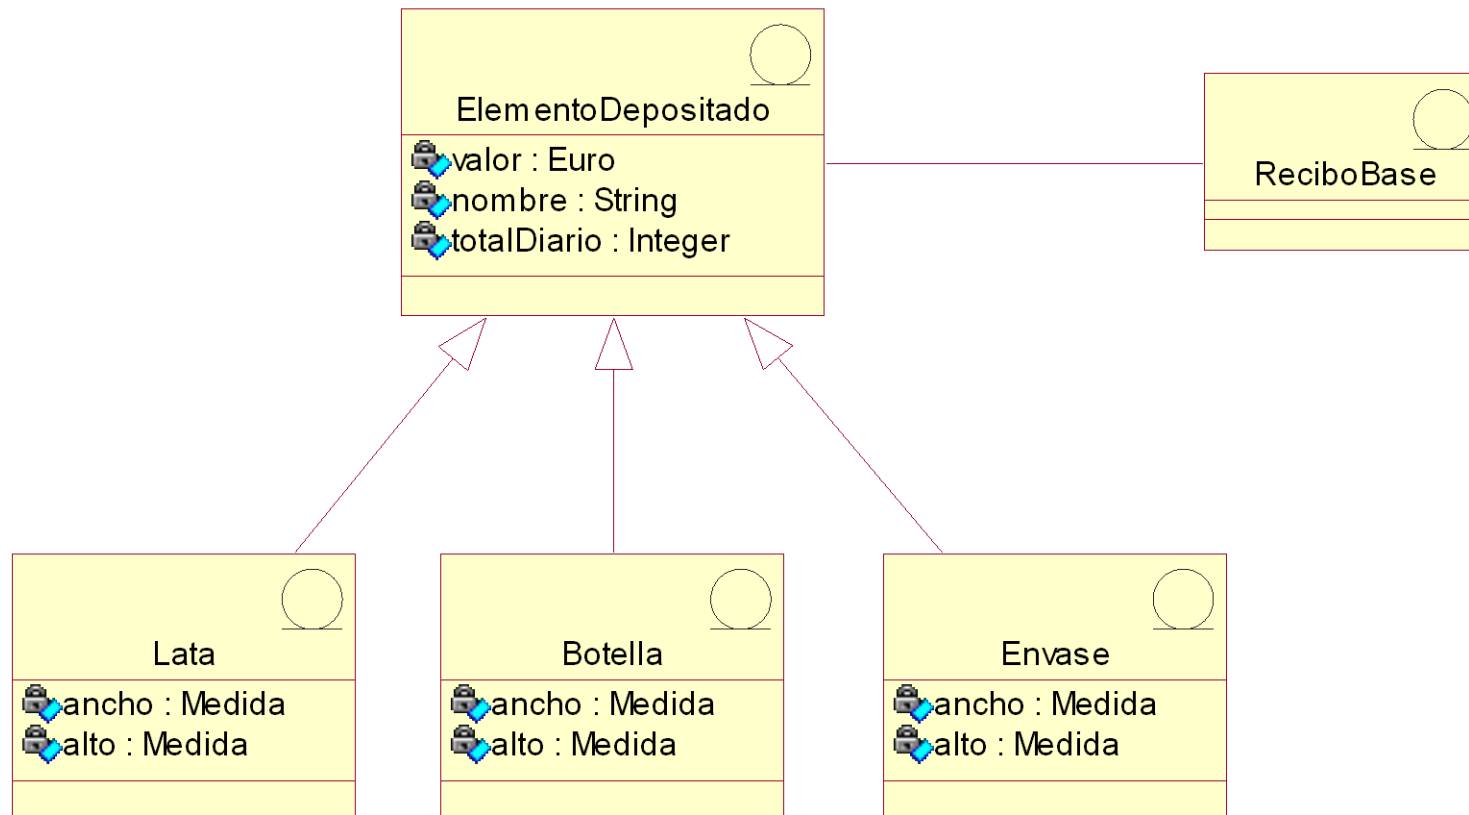 ElementoDepositado
valor : Euro
nombre : String
totalDiario : Integer
ReciboBase
Lata
ancho : Medida
alto : Medida
Botella
ancho : Medida
alto : Medida
Envase
ancho : Medida
alto : Medida